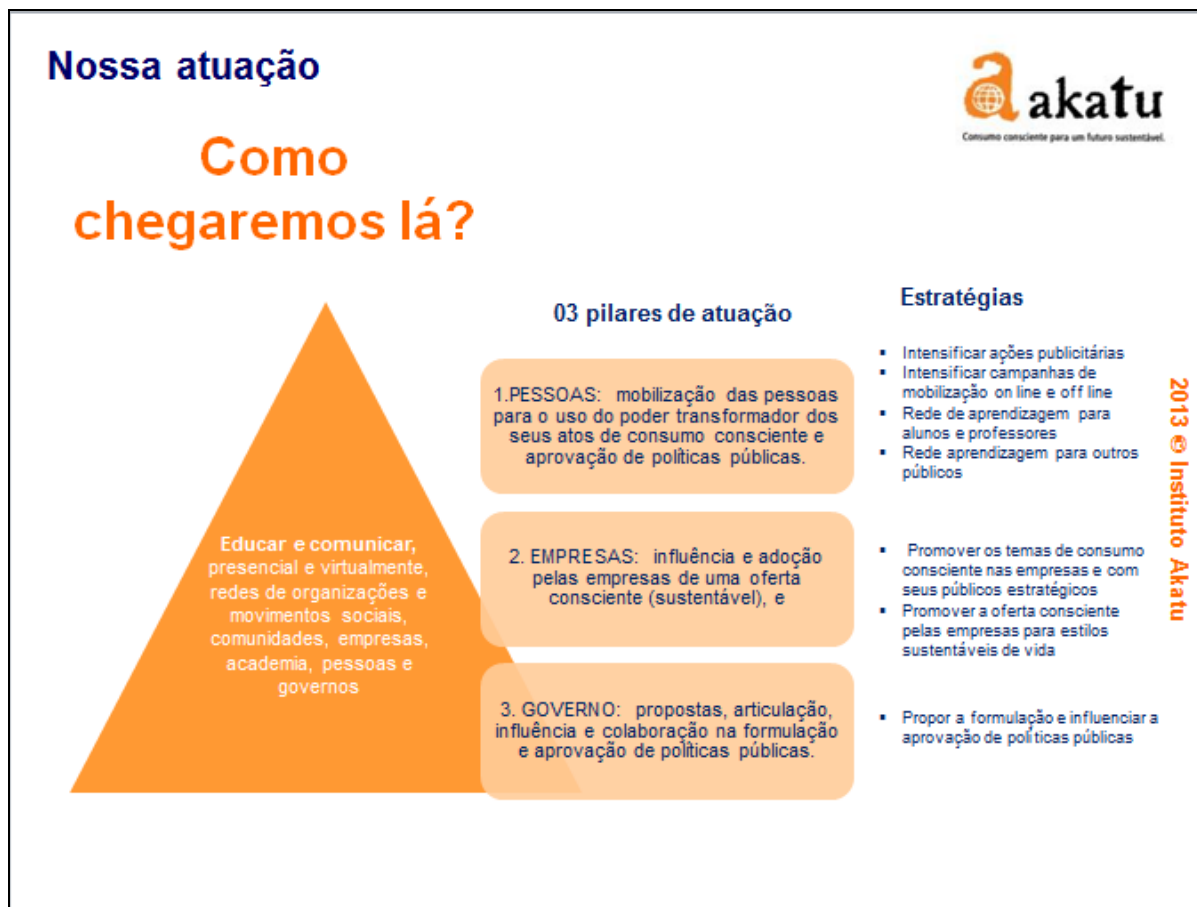 Nossa atuação
akatu
Consumo consciente para um futuro sustentável.
Como
chegaremos lá?
Educar e comunicar,
presencial e virtualmente,
redes de organizações e
movimentos sociais,
comunidades, empresas,
academia, pessoas e
governos
03 pilares de atuação
1.PESSOAS: mobilização das pessoas
para o uso do poder transformador dos
seus atos de consumo consciente e
aprovação de políticas públicas.
2. EMPRESAS: influência e adoção
pelas empresas de uma oferta
consciente (sustentável), e
3. GOVERNO: propostas, articulação,
influência e colaboração na formulação
e aprovação de políticas públicas.
Estratégias
▪ Intensificar ações publicitárias
▪ Intensificar campanhas de
mobilização on line e off line
▪ Rede de aprendizagem para
alunos e professores
▪ Rede aprendizagem para outros
públicos
▪ Promover os temas de consumo
consciente nas empresas e com
seus públicos estratégicos
▪ Promover a oferta consciente
pelas empresas para estilos
sustentáveis de vida
▪ Propor a formulação e influenciar a
aprovação de políticas públicas
2013 © Instituto Akatu